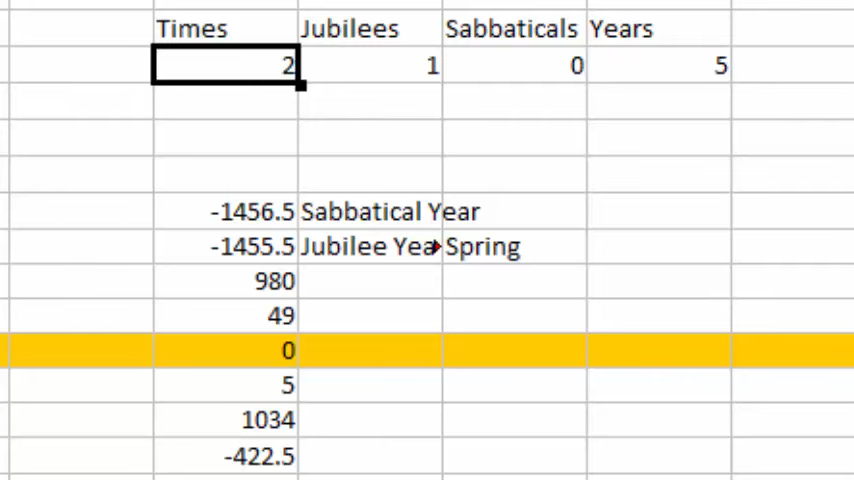 Times Jubilees Sabbaticals Years
2 1 0 5
-1456.5 Sabbatical Year
-1455.5 Jubilee Yea Spring
980
49
0
5
1034
-422.5